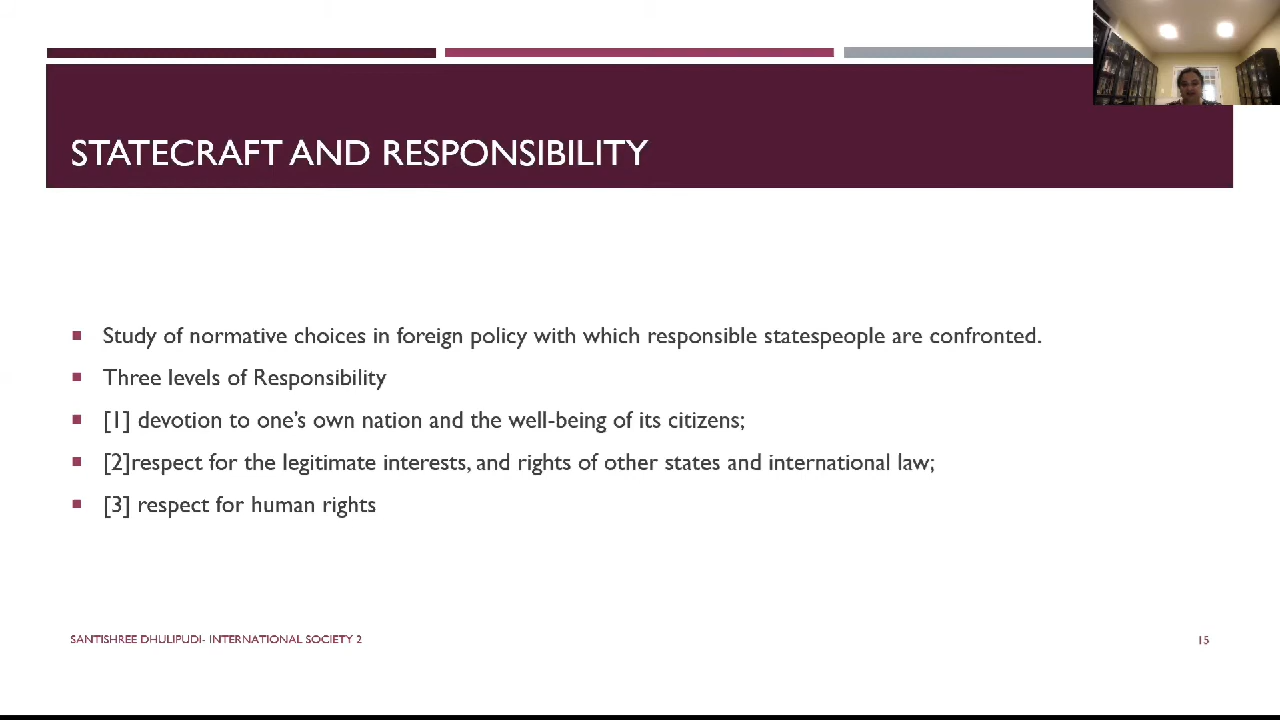 STATECRAFT AND RESPONSIBILITY
Study of normative choices in foreign policy with which responsible statespeople are confronted.
Three levels of Responsibility
[1] devotion to one's own nation and the well-being of its citizens;
[2]respect for the legitimate interests, and rights of other states and international law;
[3] respect for human rights
SANTISHREE DHULIPUDI- INTERNATIONAL SOCIETY 2
15